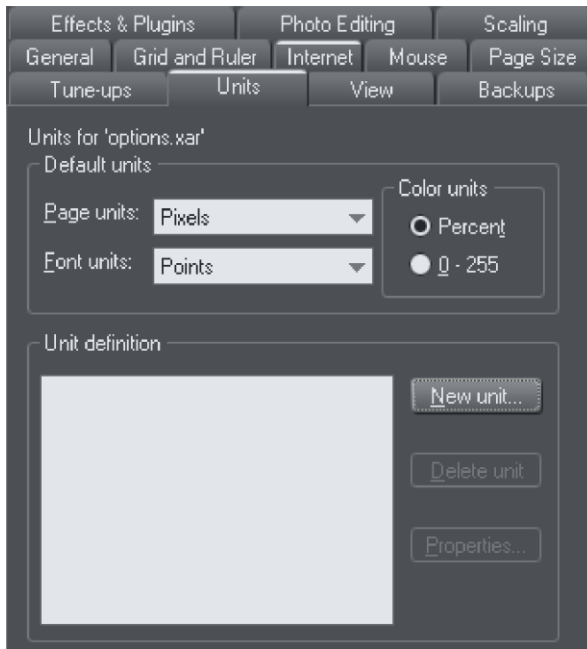 Effects & Plugins Photo Editing Scaling
General Grid and Ruler Internet Mouse Page Size
Tune-ups Units View Backups
Units for 'options.xar'
Default units
Page units: Pixels
Font units: Points
Color units
Percent
0 - 255
Unit definition
New unit...
Delete unit
Properties...